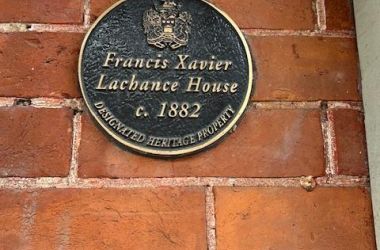 Francis Xavier
Lachance House
c. 1882
DESIGNATED HERITAGE PROPERTY